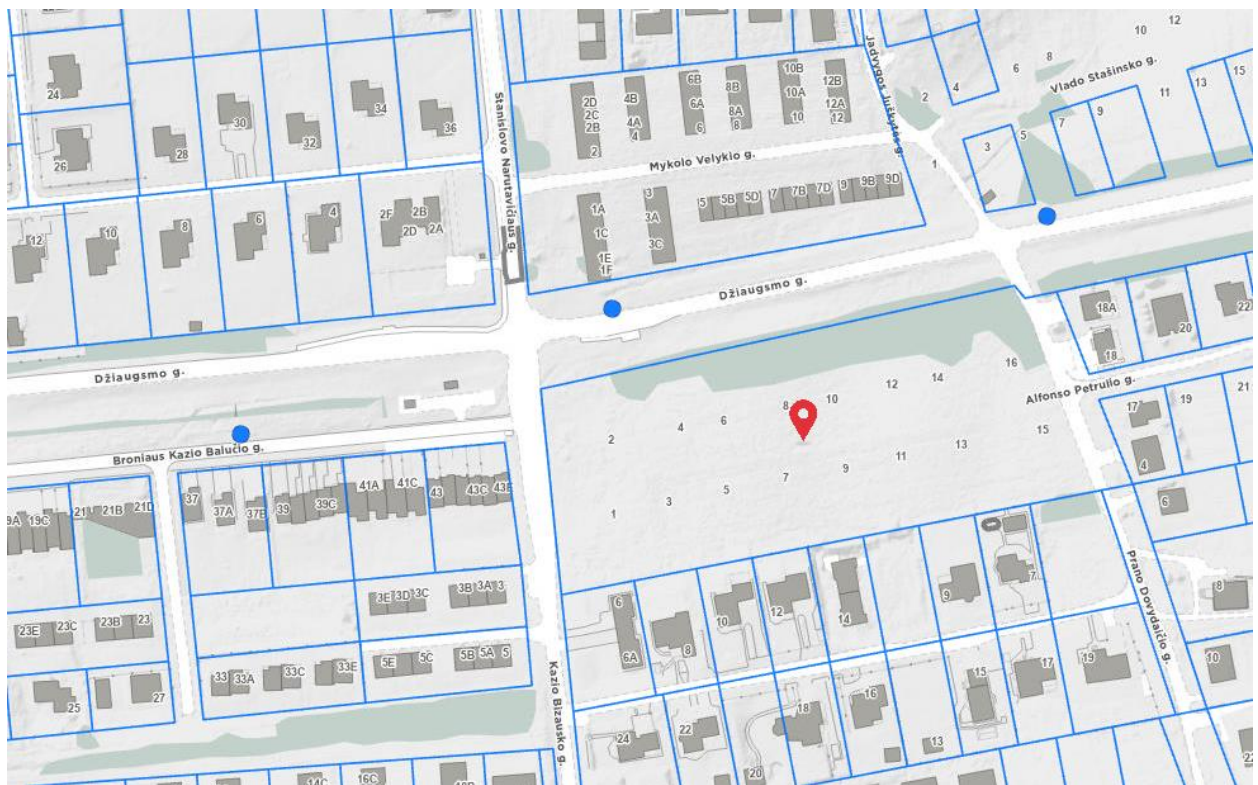 12
10
24
34
30
36
32
28
26
Stanislovo Narutavičiaus g.
2D
2C
2B
2
4B
4A
4
6B
6A
6
8B
8A
8
10B
10A
10
12B
12A
12
Jadvygos Juškytės g.
2
4
6
8
Vlado Stašinsko g.
13
15
11
9
7
5
3
1
Mykolo Velykio g.
12
10
8
6
4
2F
2B
2D
2A
1A
1C
1E
1F
3
3A
3C
5
5B
5D
7
7B
7D
9
9B
9D
Džiaugsmo g.
Džiaugsmo g.
18A
18
20
22
Alfonso Petrulio g.
16
14
12
10
8
6
4
2
17
19
21
15
13
11
9
7
5
3
1
4
6
Broniaus Kazio Balučio g.
37
37A
37B
39
39C
41A
41C
43
43C
19C
21
21B
21D
3E
3D
3C
3B
3A
3
23E
23C
23B
23
33
33A
33C
33E
5E
5C
5B
5A
5
25
27
Kazio Bizausko g.
6
6A
8
10
12
14
9
7
Prano Dovydaičio g.
8
10
24
22
18
20
16
13
15
17
19
14C
16C